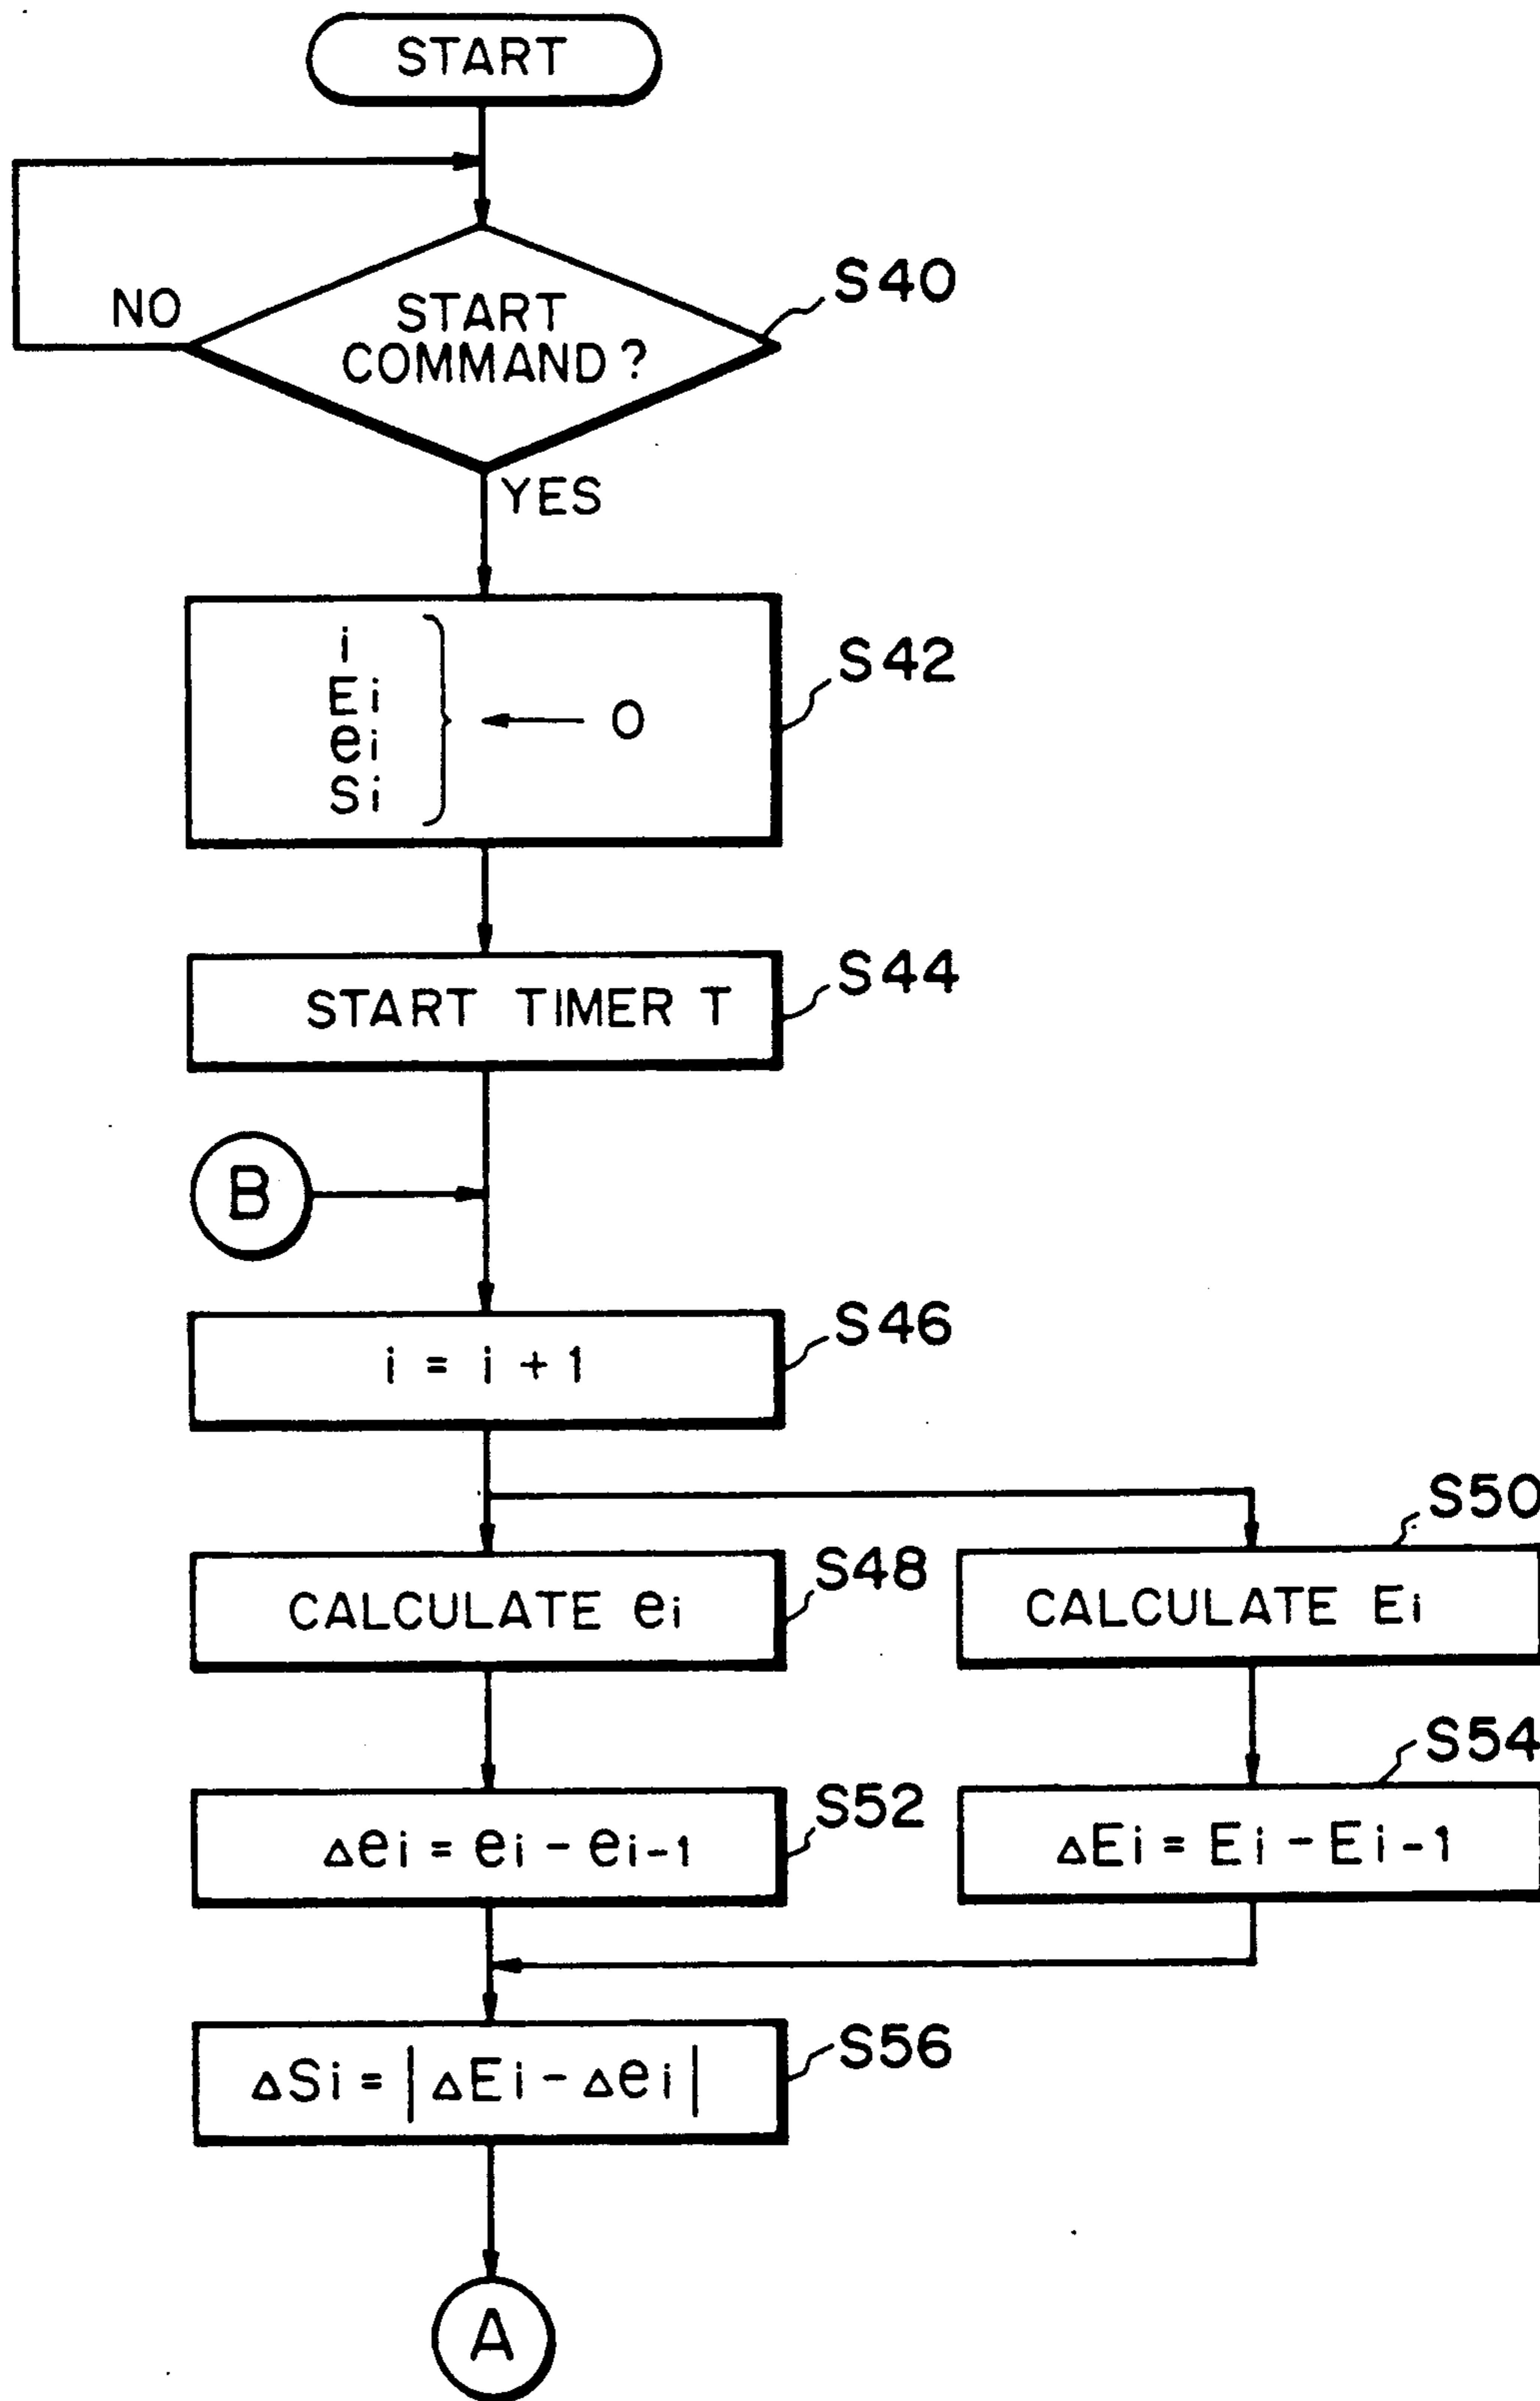 START
NO
START
COMMAND?
S40
YES
i
Ei
ei
Si
← 0
S42
START TIMER T
S44
B
i = i + 1
S46
CALCULATE ei
S48
CALCULATE Ei
S50
Δei = ei - ei-1
S52
ΔEi = Ei - Ei-1
S54
ΔSi = |ΔEi - Δei|
S56
A